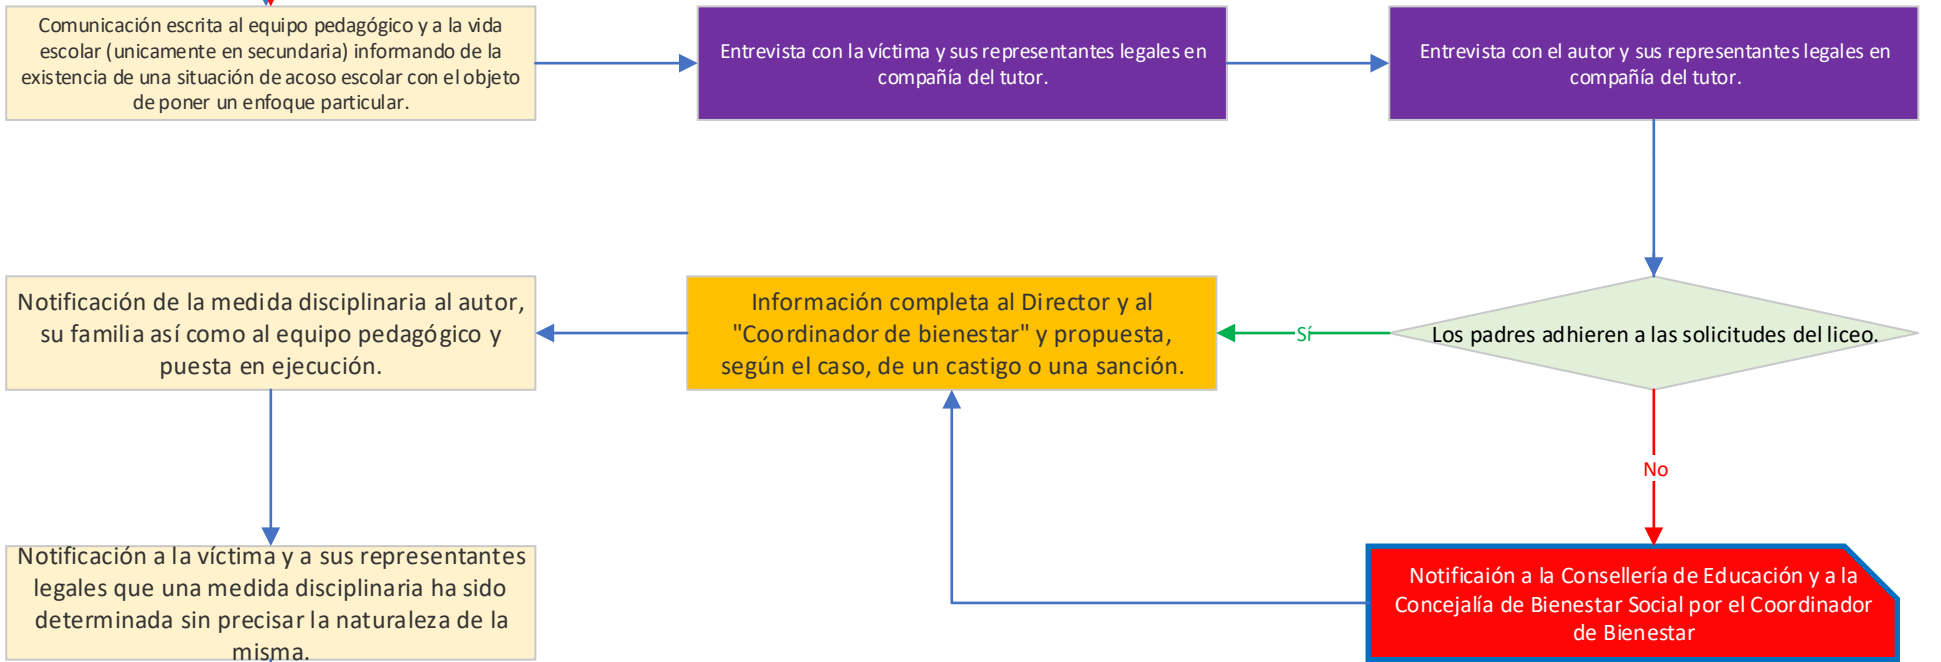 Comunicación escrita al equipo pedagógico y a la vida
escolar (unicamente en secundaria) informando de la
existencia de una situación de acoso escolar con el objeto
de poner un enfoque particular.
Entrevista con la víctima y sus representantes legales en
compañía del tutor.
Entrevista con el autor y sus representantes legales en
compañía del tutor.
Los padres adhieren a las solicitudes del liceo.
Sí
Información completa al Director y al
"Coordinador de bienestar" y propuesta,
según el caso, de un castigo o una sanción.
Notificación de la medida disciplinaria al autor,
su familia así como al equipo pedagógico y
puesta en ejecución.
No
Notificaión a la Consellería de Educación y a la
Concejalía de Bienestar Social por el Coordinador
de Bienestar
Notificación a la víctima y a sus representantes
legales que una medida disciplinaria ha sido
determinada sin precisar la naturaleza de la
misma.